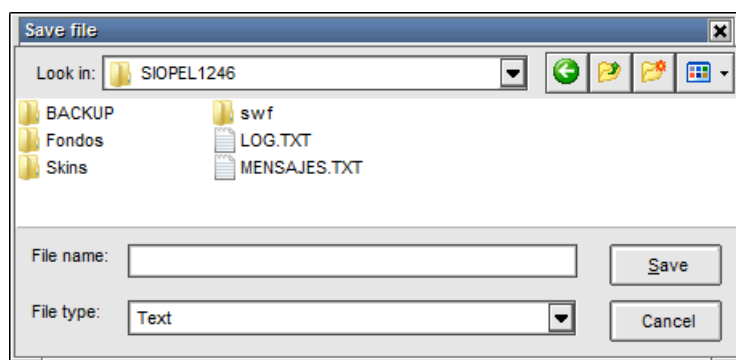 Save file
Look in: SIOPEL1246
BACKUP swf
Fondos LOG.TXT
Skins MENSAJES.TXT
File name: Save
File type: Text Cancel